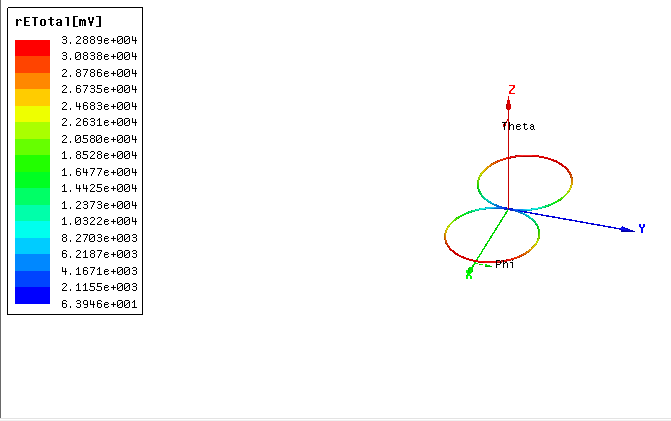 rETotal[mV]
3.2889e+004
3.0838e+004
2.8786e+004
2.6735e+004
2.4683e+004
2.2631e+004
2.0580e+004
1.8528e+004
1.6477e+004
1.4425e+004
1.2373e+004
1.0322e+004
8.2703e+003
6.2187e+003
4.1671e+003
2.1155e+003
6.3946e+001
Z
Theta
Y
Phi
X